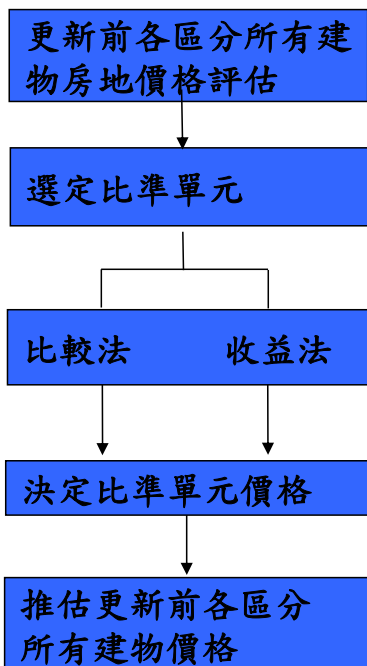 更新前各區分所有建
物房地價格評估
選定比準單元
比較法 收益法
決定比準單元價格
推估更新前各區分
所有建物價格